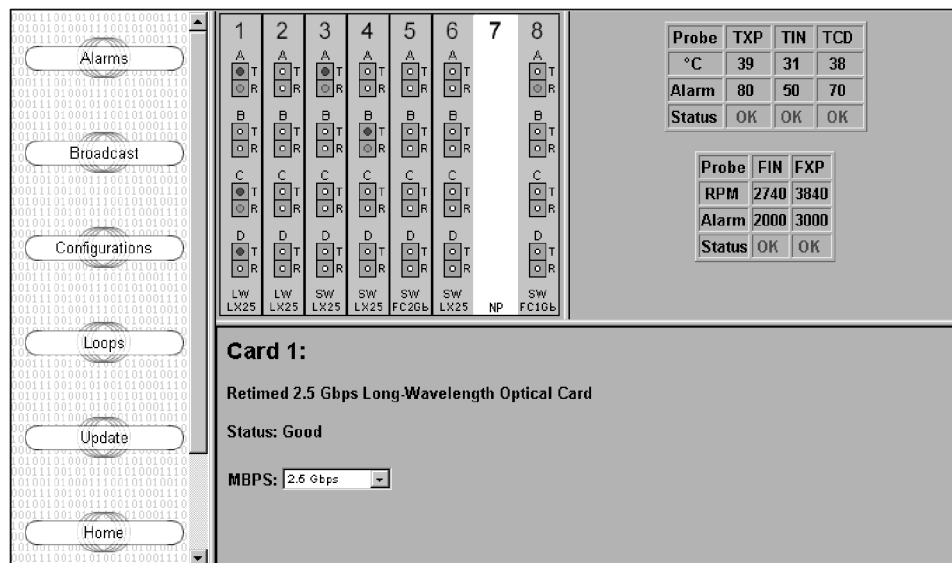 Alarms
Broadcast
Configurations
Loops
Update
Home
1 2 3 4 5 6 7 8
A A A A A A A
T T T T T T T
R R R R R R R
B B B B B B B
T T T T T T T
R R R R R R R
C C C C C C C
T T T T T T T
R R R R R R R
D D D D D D D
T T T T T T T
R R R R R R R
LW LW SW SW SW SW SW
LX25 LX25 LX25 LX25 FC2Gb LX25 NP FC1Gb
Probe TXP TIN TCD
°C 39 31 38
Alarm 80 50 70
Status OK OK OK
Probe FIN FXP
RPM 2740 3840
Alarm 2000 3000
Status OK OK
Card 1:
Retimed 2.5 Gbps Long-Wavelength Optical Card
Status: Good
MBPS: 2.5 Gbps